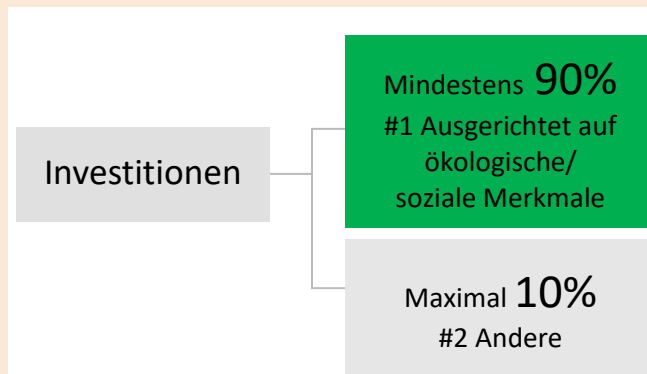 Investitionen
Mindestens 90%
#1 Ausgerichtet auf
ökologische/
soziale Merkmale
Maximal 10%
#2 Andere